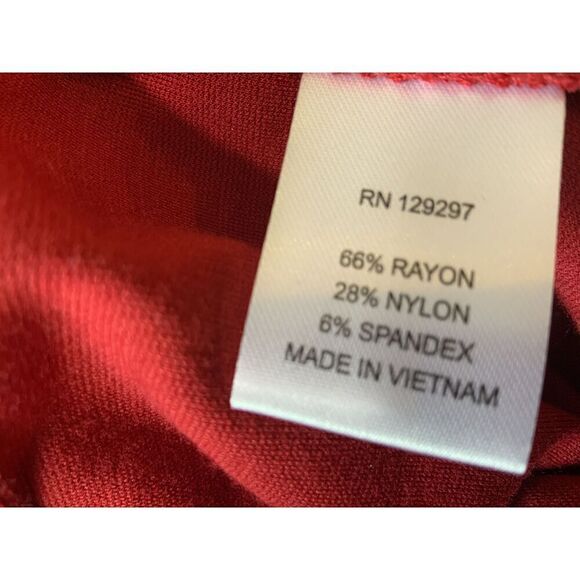 RN 129297
66% RAYON
28% NYLON
6% SPANDEX
MADE IN VIETNAM